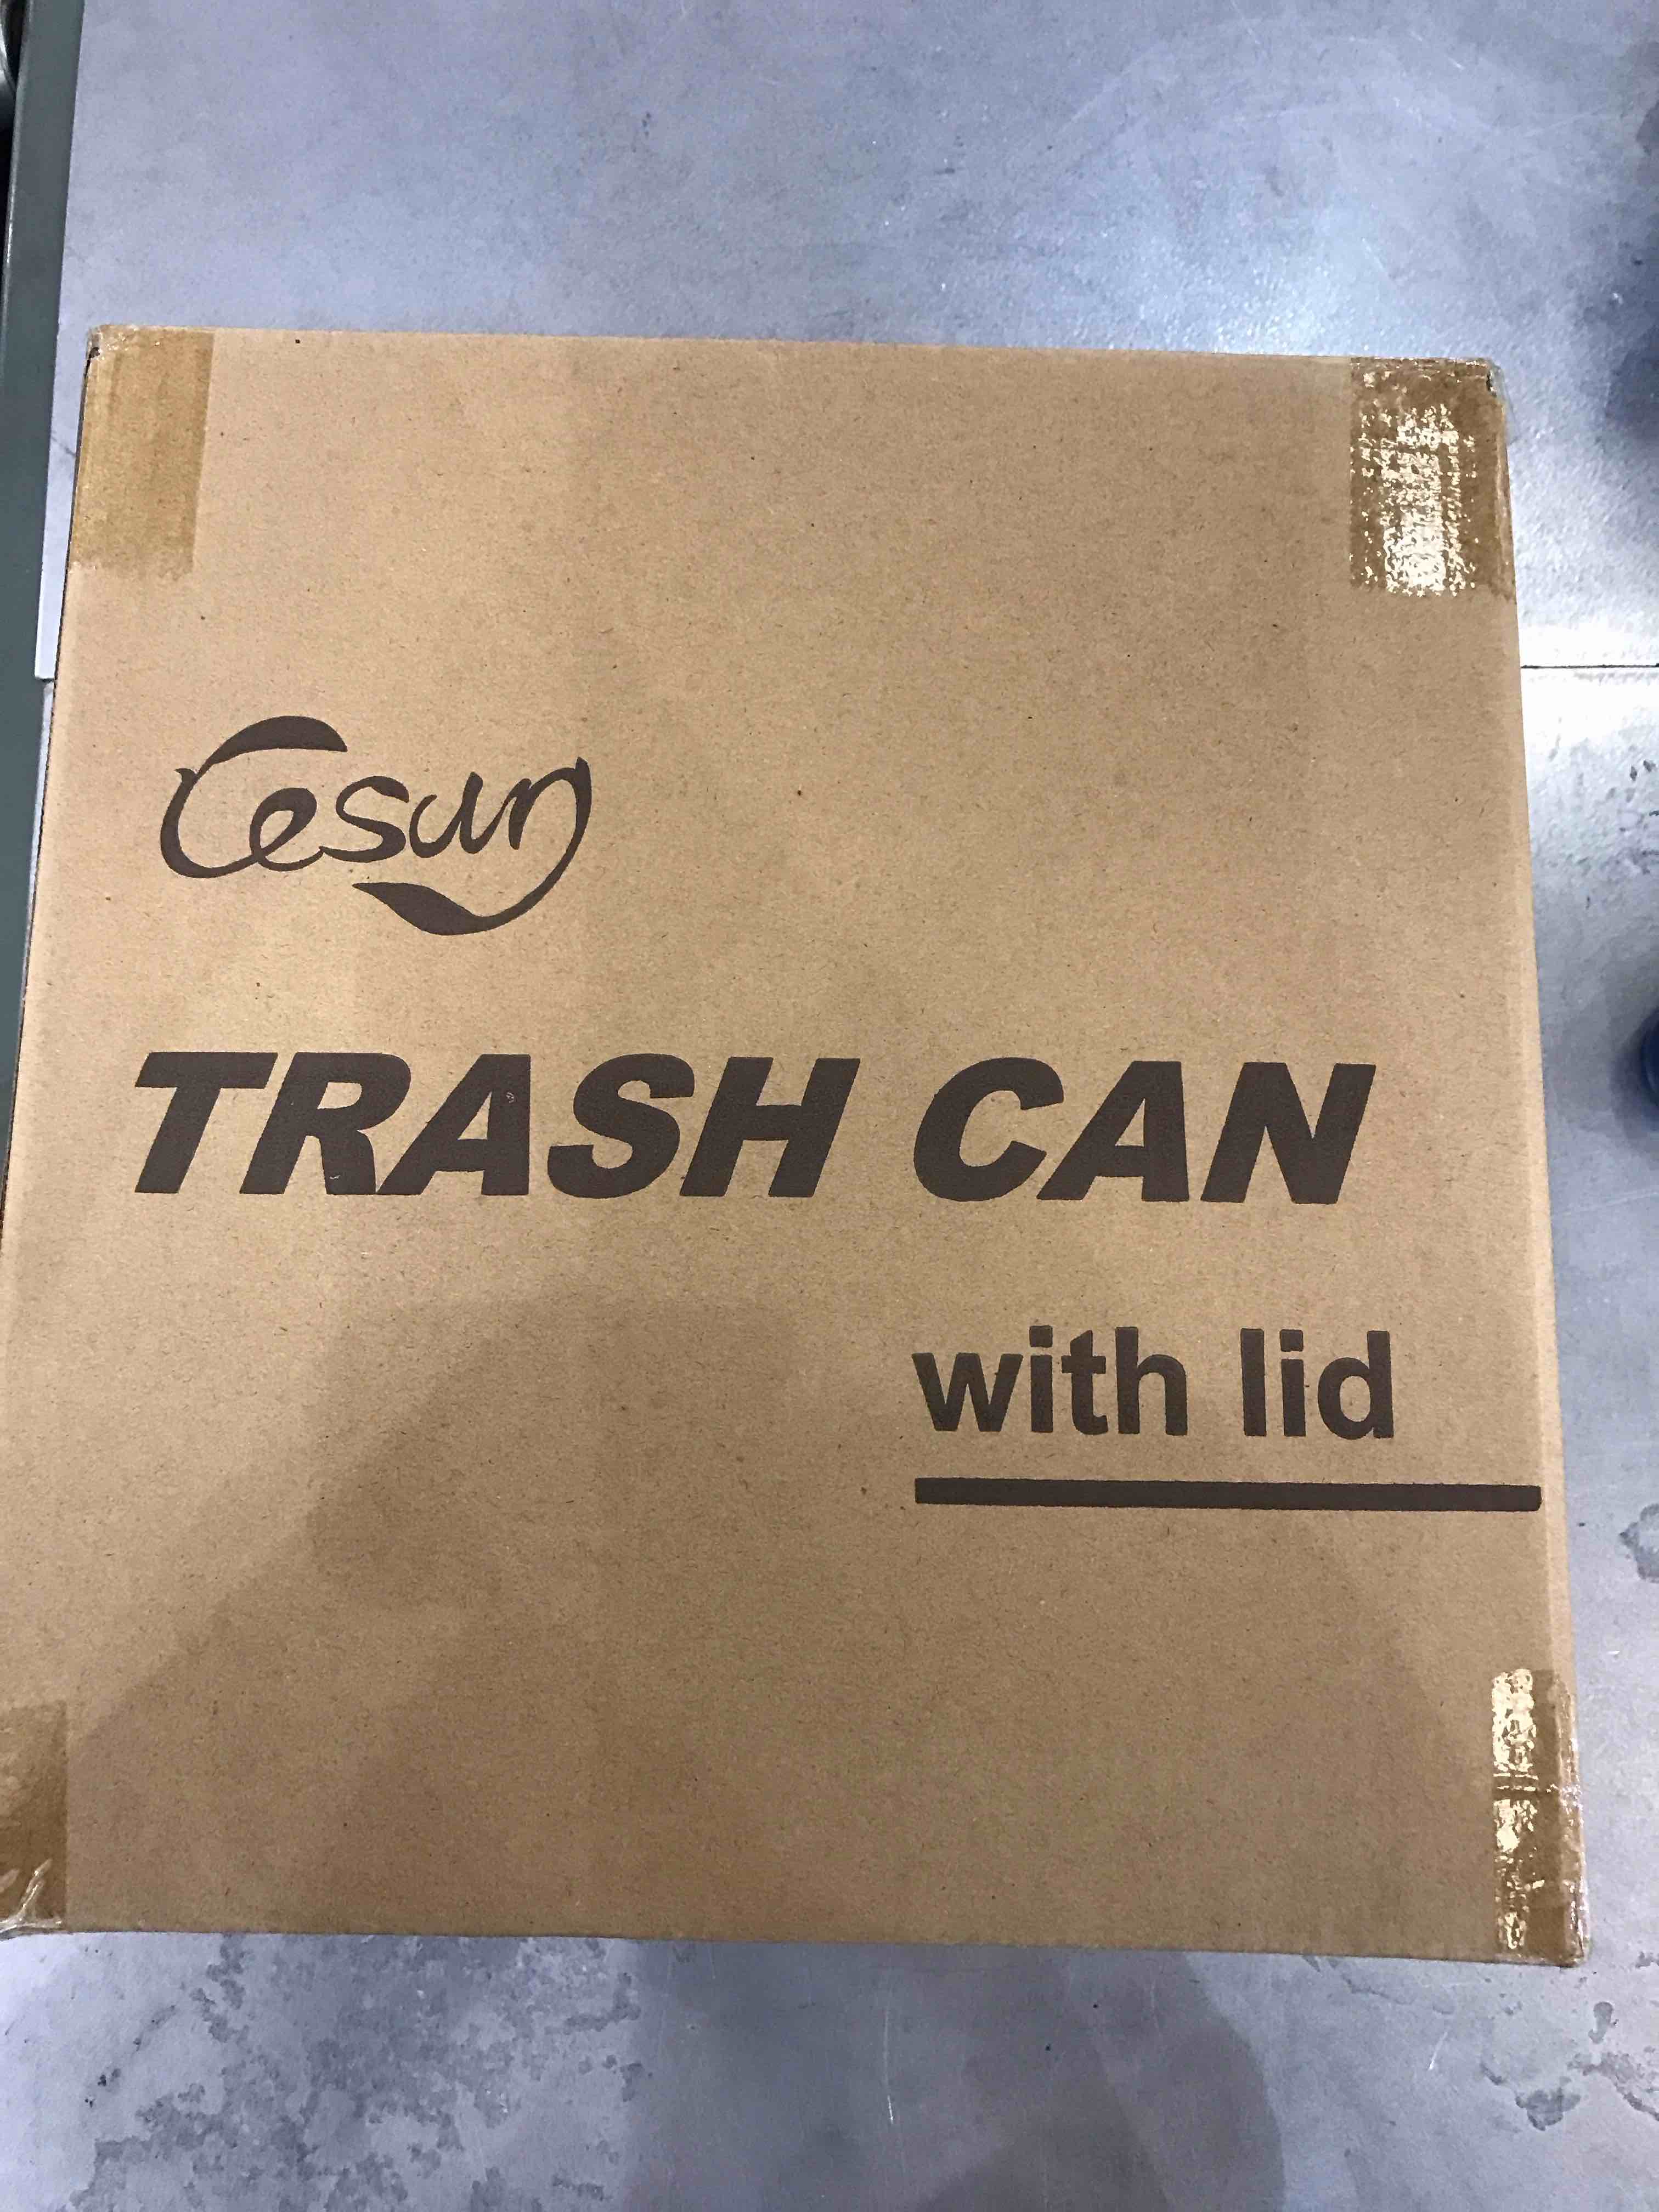 Cesun
TRASH CAN
with lid